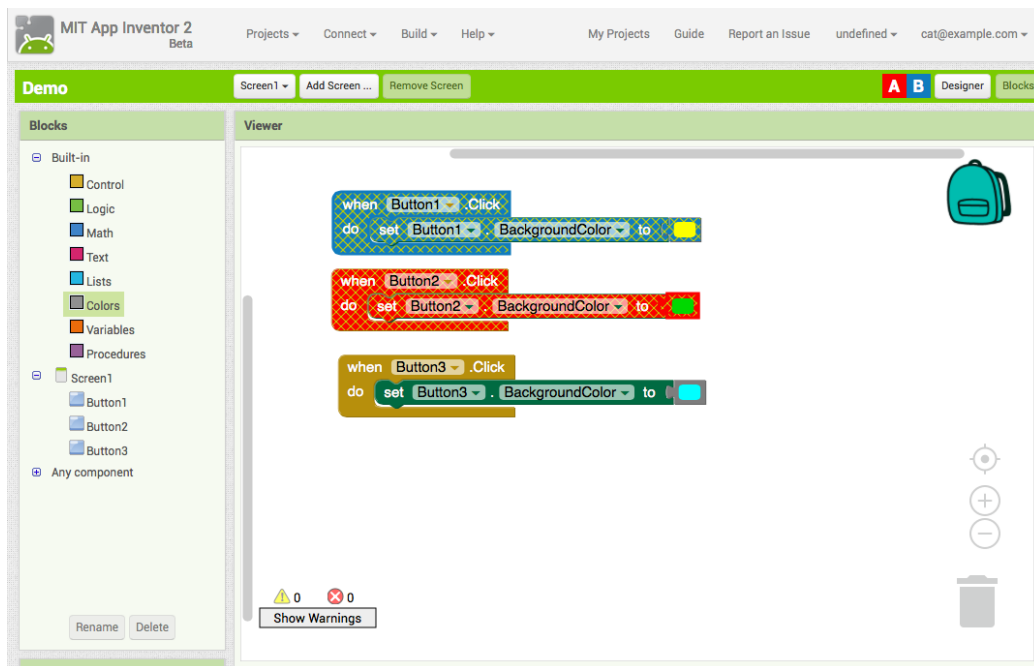 MIT App Inventor 2
Beta
Projects Connect Build Help My Projects Guide Report an Issue undefined cat@example.com
Demo Screen1 Add Screen ... Remove Screen A B Designer Blocks
Blocks
Built-in
Control
Logic
Math
Text
Lists
Colors
Variables
Procedures
Screen1
Button1
Button2
Button3
Any component
Rename Delete
Viewer
when Button1 .Click
do set Button1 . BackgroundColor to
when Button2 .Click
do set Button2 . BackgroundColor to
when Button3 .Click
do set Button3 . BackgroundColor to
0 0
Show Warnings